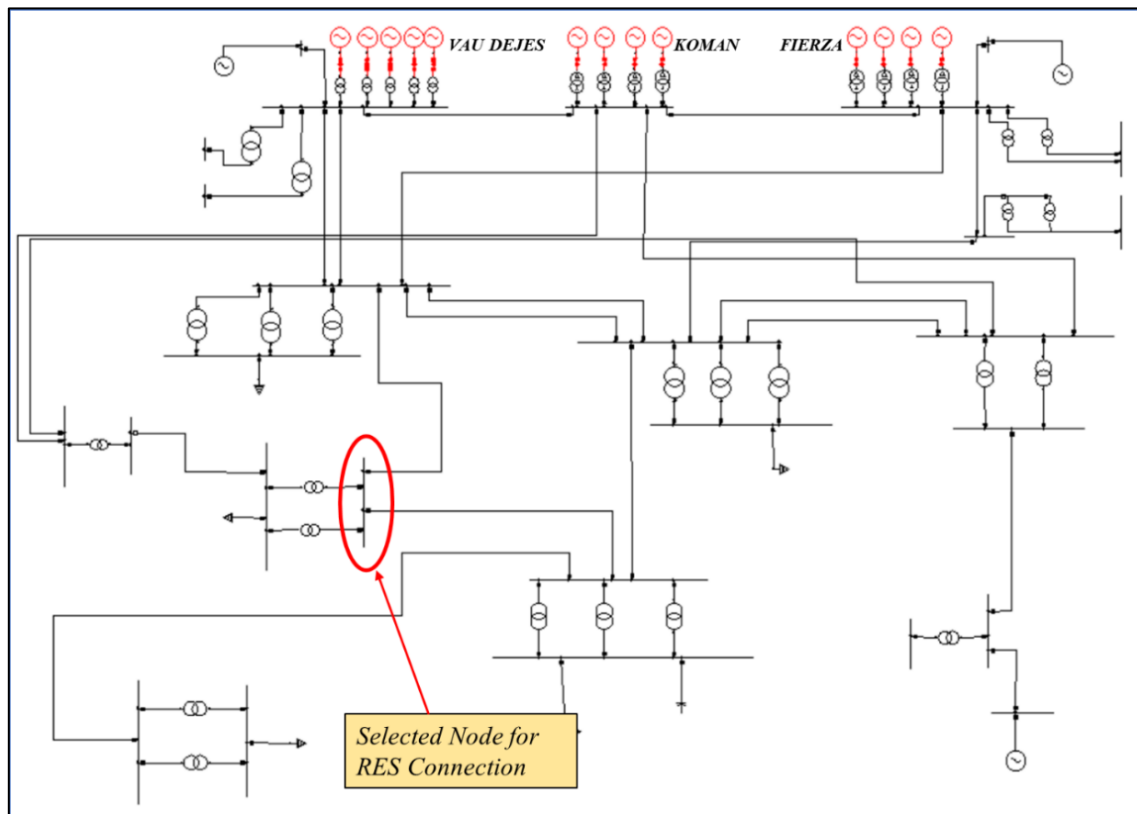 VAU DEJES
KOMAN
FIERZA
Selected Node for
RES Connection